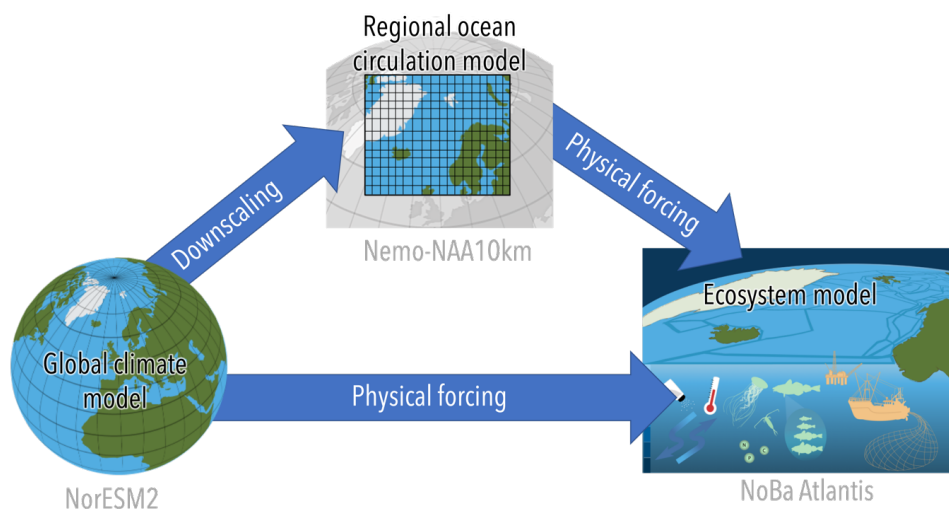 Regional ocean
circulation model
Downscaling
Physical forcing
Nemo-NAA10km
Ecosystem model
Global climate
model
Physical forcing
N
P
C
NorESM2
NoBa Atlantis